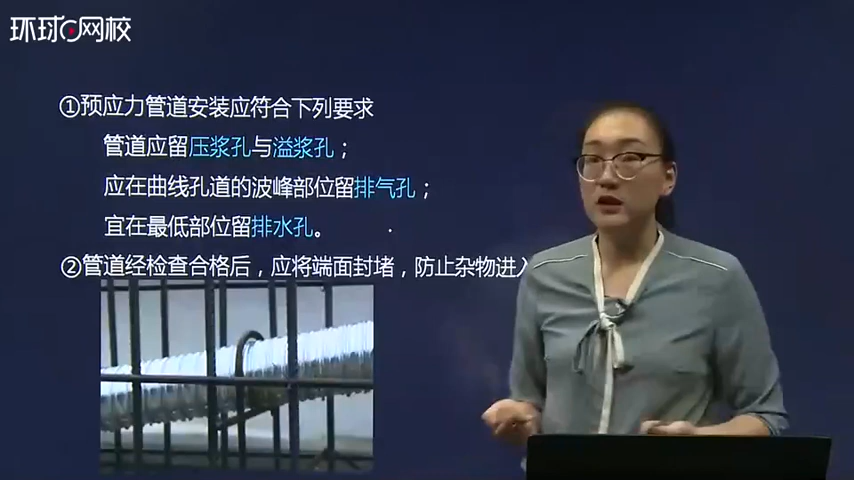 环球网校
①预应力管道安装应符合下列要求
管道应留压浆孔与溢浆孔；
应在曲线孔道的波峰部位留排气孔；
宜在最低部位留排水孔。
②管道经检查合格后，应将端面封堵，防止杂物进入